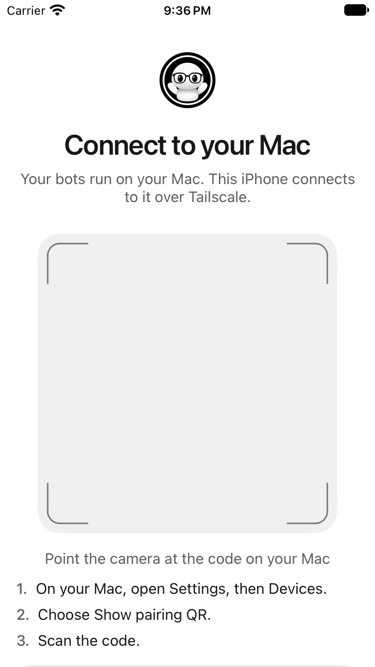 Carrier 9:36 PM
Connect to your Mac
Your bots run on your Mac. This iPhone connects
to it over Tailscale.
Point the camera at the code on your Mac
1. On your Mac, open Settings, then Devices.
2. Choose Show pairing QR.
3. Scan the code.